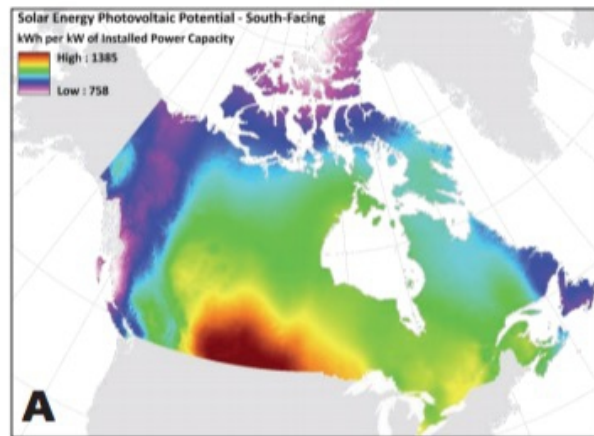 Solar Energy Photovoltaic Potential - South-Facing
kWh per kW of Installed Power Capacity
High : 1385
Low : 758
A